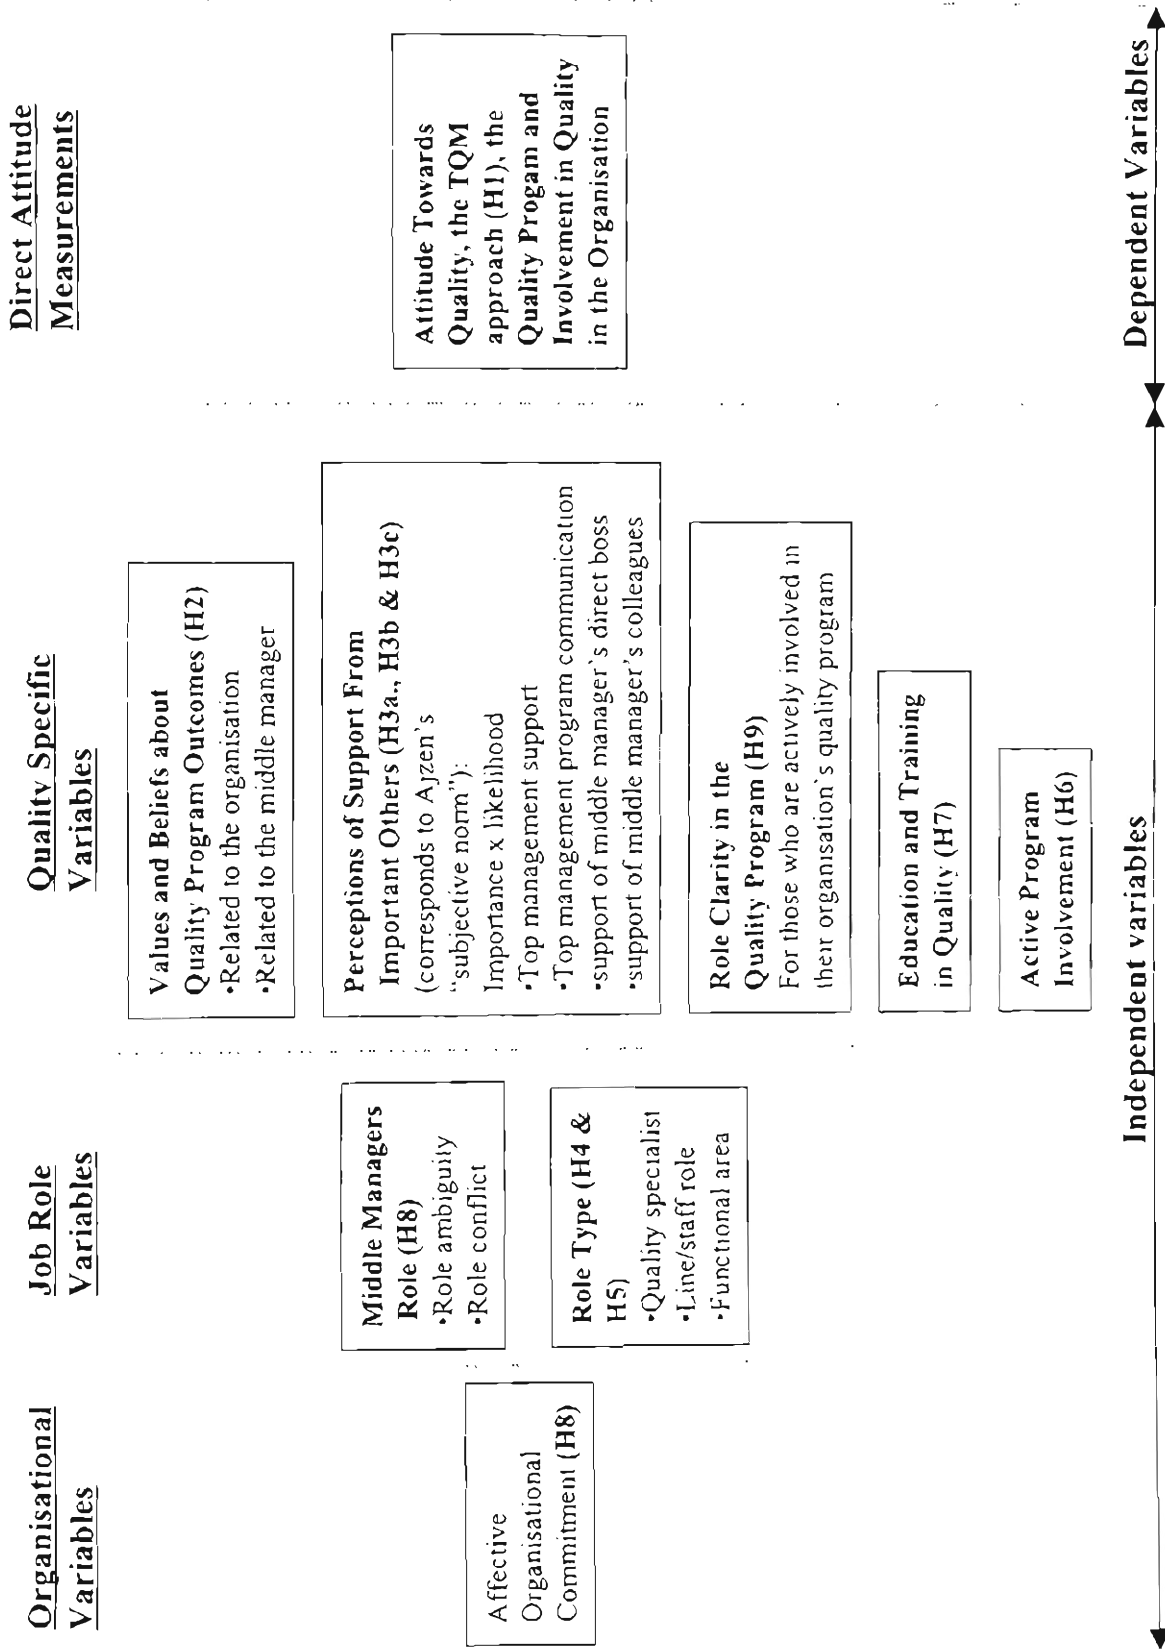 Organisational
Variables
Affective
Organisational
Commitment (H8)
Job Role
Variables
Middle Managers
Role (H8)
•Role ambiguity
•Role conflict
Role Type (H4 &
H5)
•Quality specialist
•Line/staff role
•Functional area
Quality Specific
Variables
Values and Beliefs about
Quality Program Outcomes (H2)
•Related to the organisation
•Related to the middle manager
Perceptions of Support From
Important Others (H3a., H3b & H3c)
(corresponds to Ajzen's
“subjective norm”):
Importance x likelihood
•Top management support
•Top management program communication
•support of middle manager's direct boss
•support of middle manager's colleagues
Role Clarity in the
Quality Program (H9)
For those who are actively involved in
their organisation's quality program
Education and Training
in Quality (H7)
Active Program
Involvement (H6)
Direct Attitude
Measurements
Attitude Towards
Quality, the TQM
approach (H1), the
Quality Progam and
Involvement in Quality
in the Organisation
Independent variables
Dependent Variables